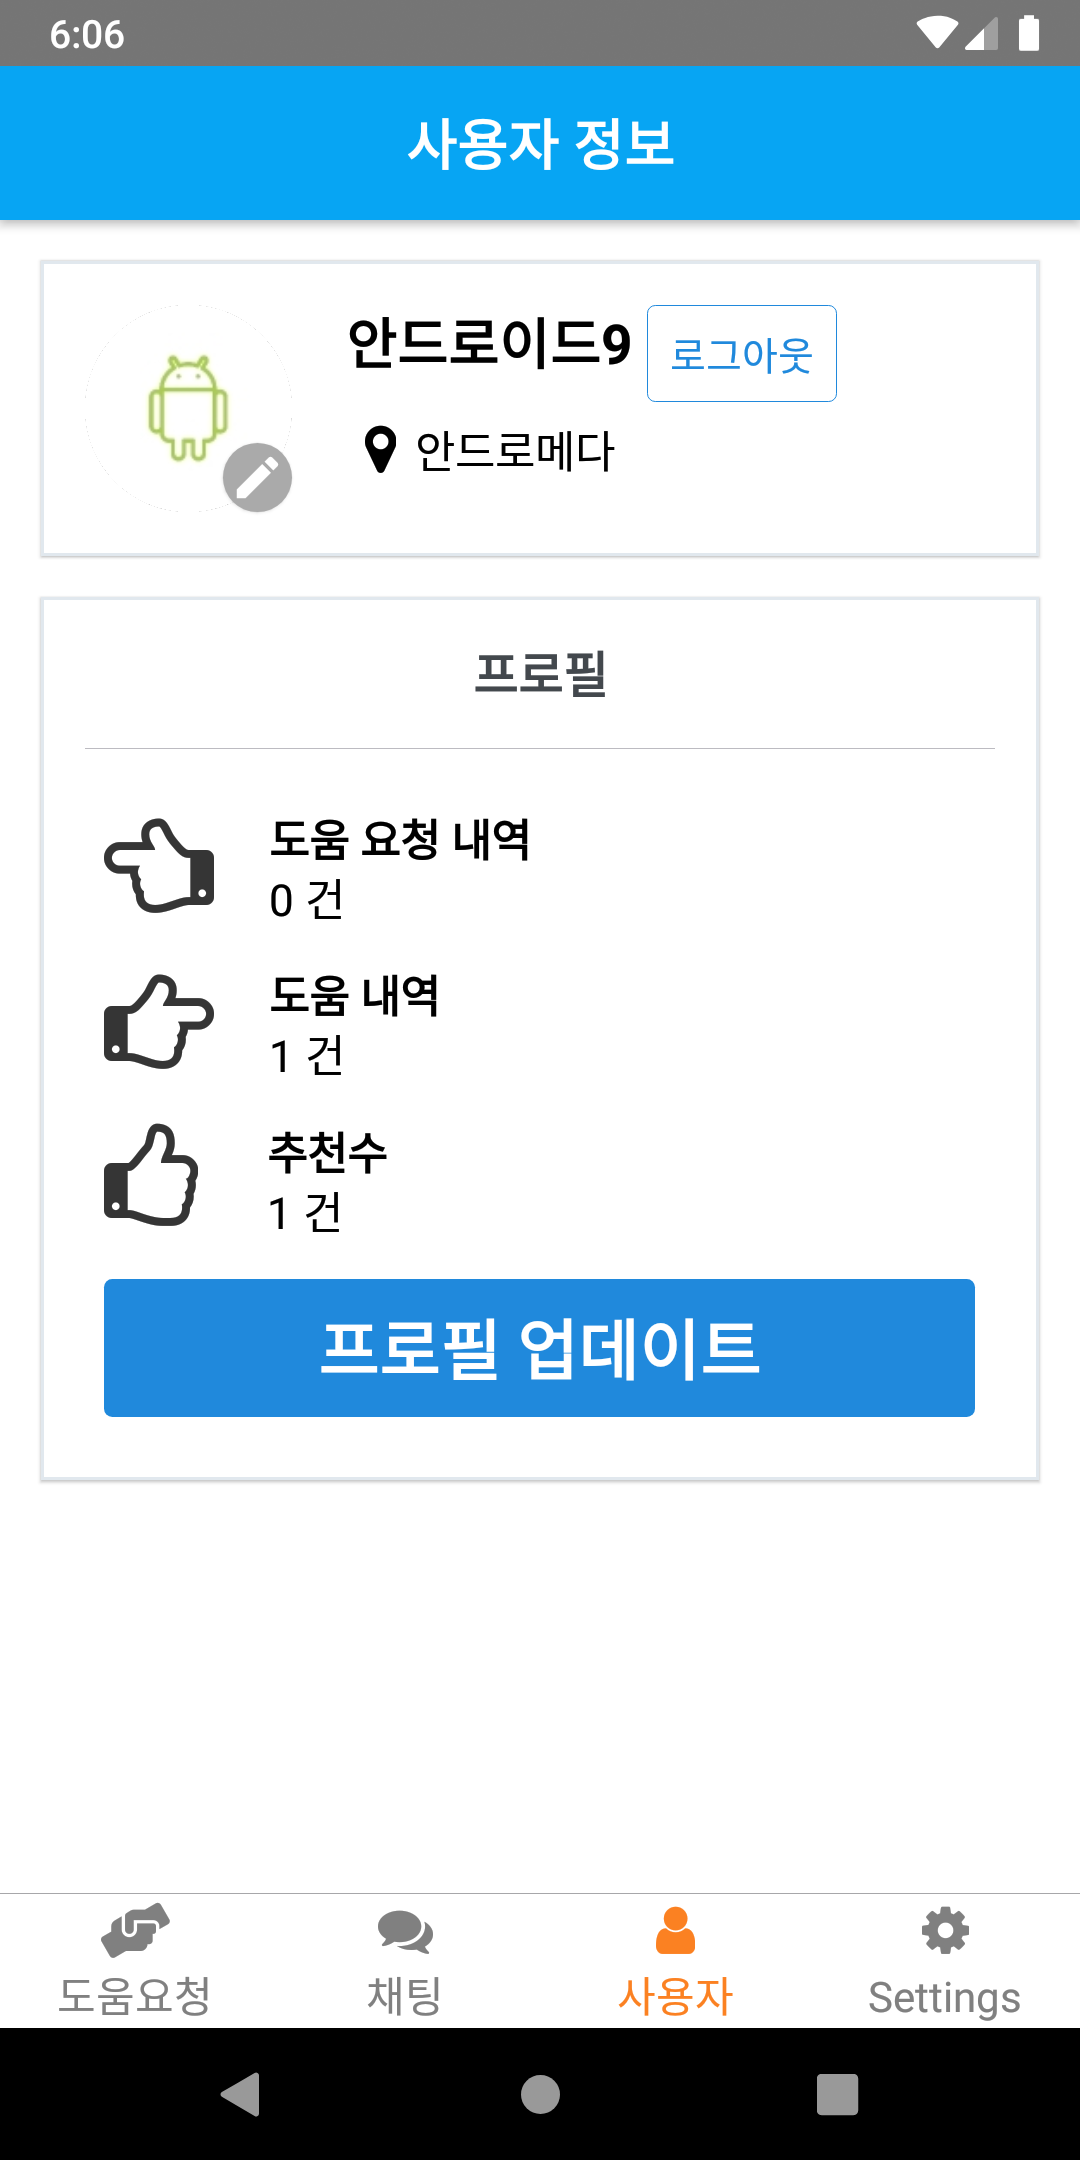 6:06
사용자 정보
안드로이드9
로그아웃
안드로메다
프로필
도움 요청 내역
0 건
도움 내역
1 건
추천수
1 건
프로필 업데이트
도움요청
채팅
사용자
Settings